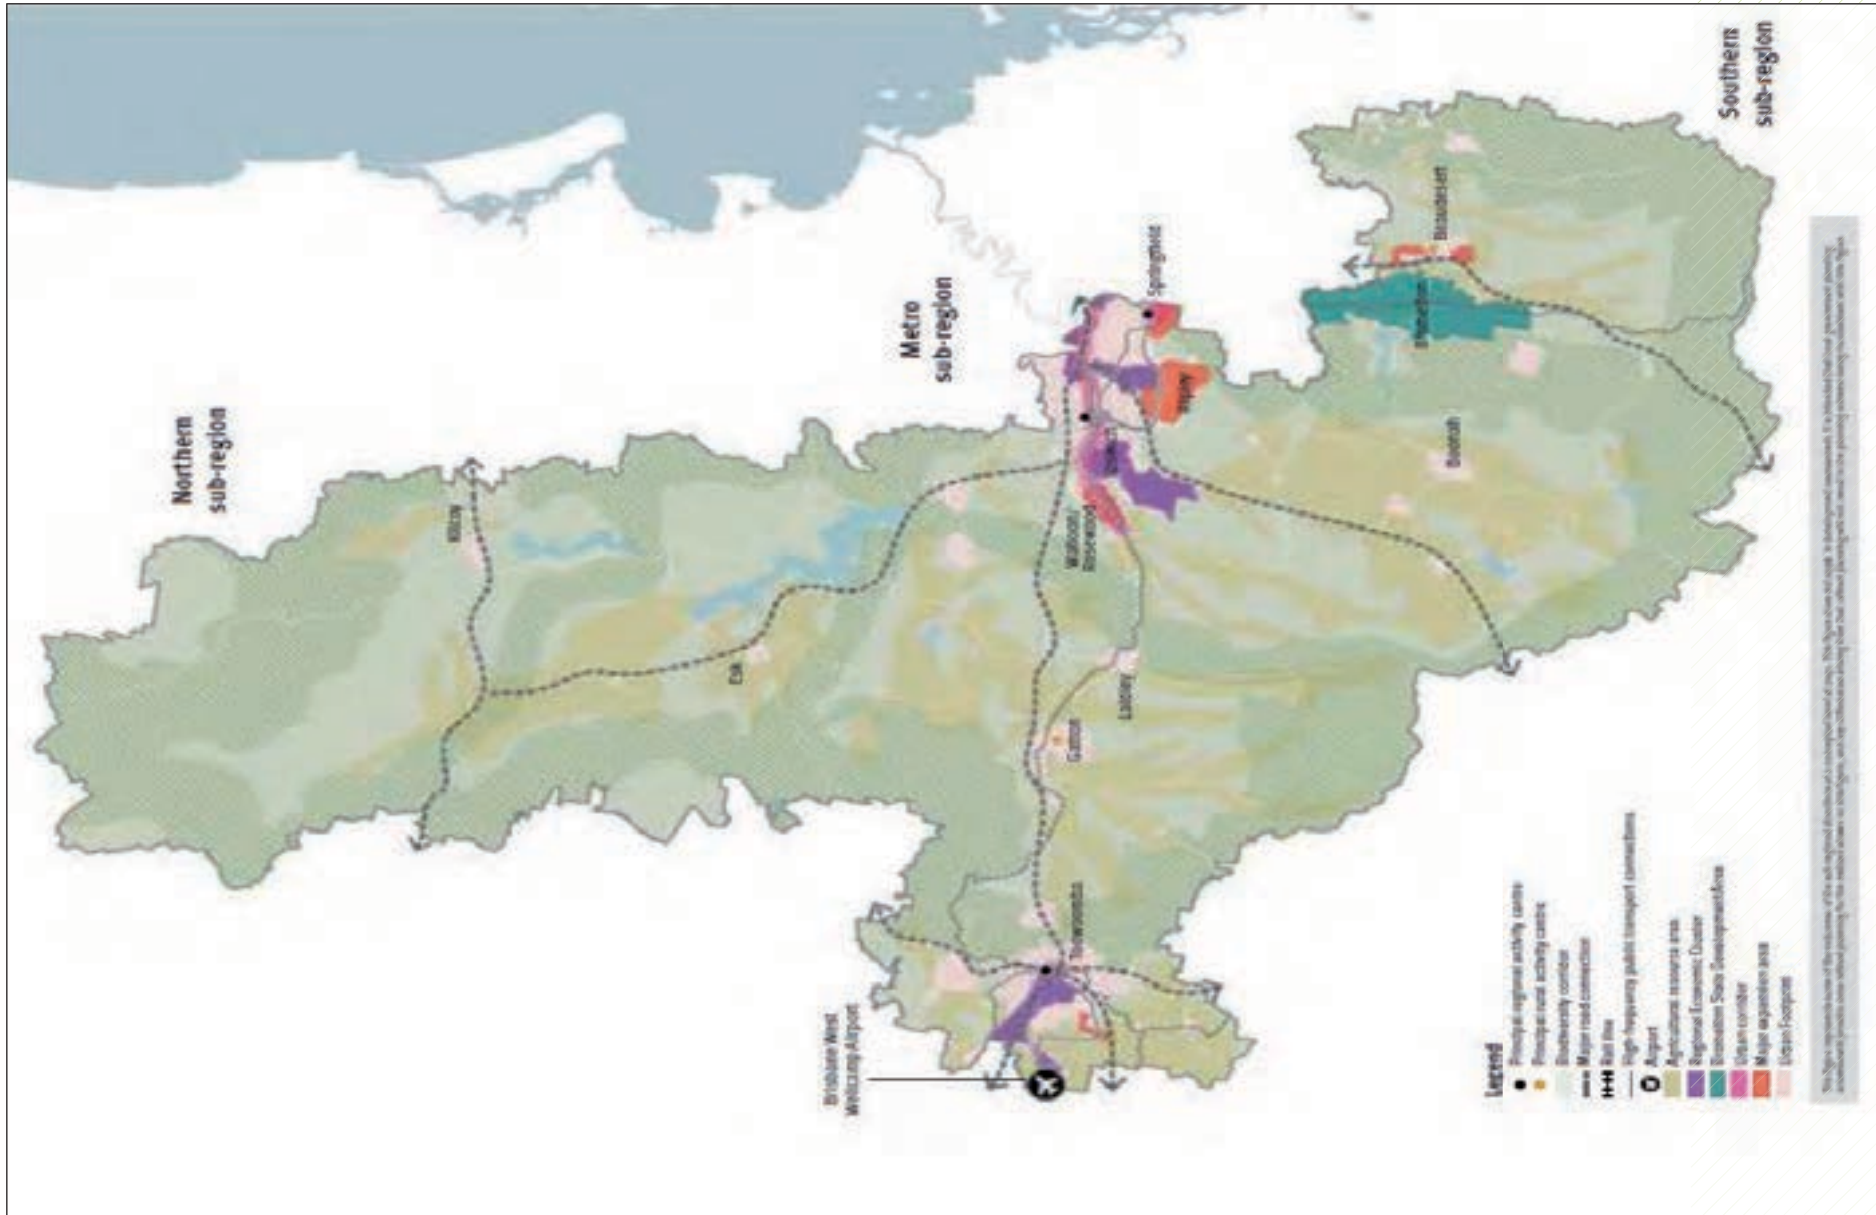 Northern
sub-region
Metro
sub-region
Southern
sub-region
Kilcoy
Esk
Springfield
Ripley
Walloon/
Rosewood
Laidley
Gatton
Toowoomba
Brisbane West
Wellcamp Airport
Beaudesert
Bromelton
Boonah
Legend
Principal regional activity centre
Principal rural activity centre
Biodiversity corridor
Major road connection
Rail line
High-frequency public transport connections
Airport
Agricultural resource area
Regional Economic Cluster
Bromelton State Development Area
Urban corridor
Major expansion area
Urban Footprint